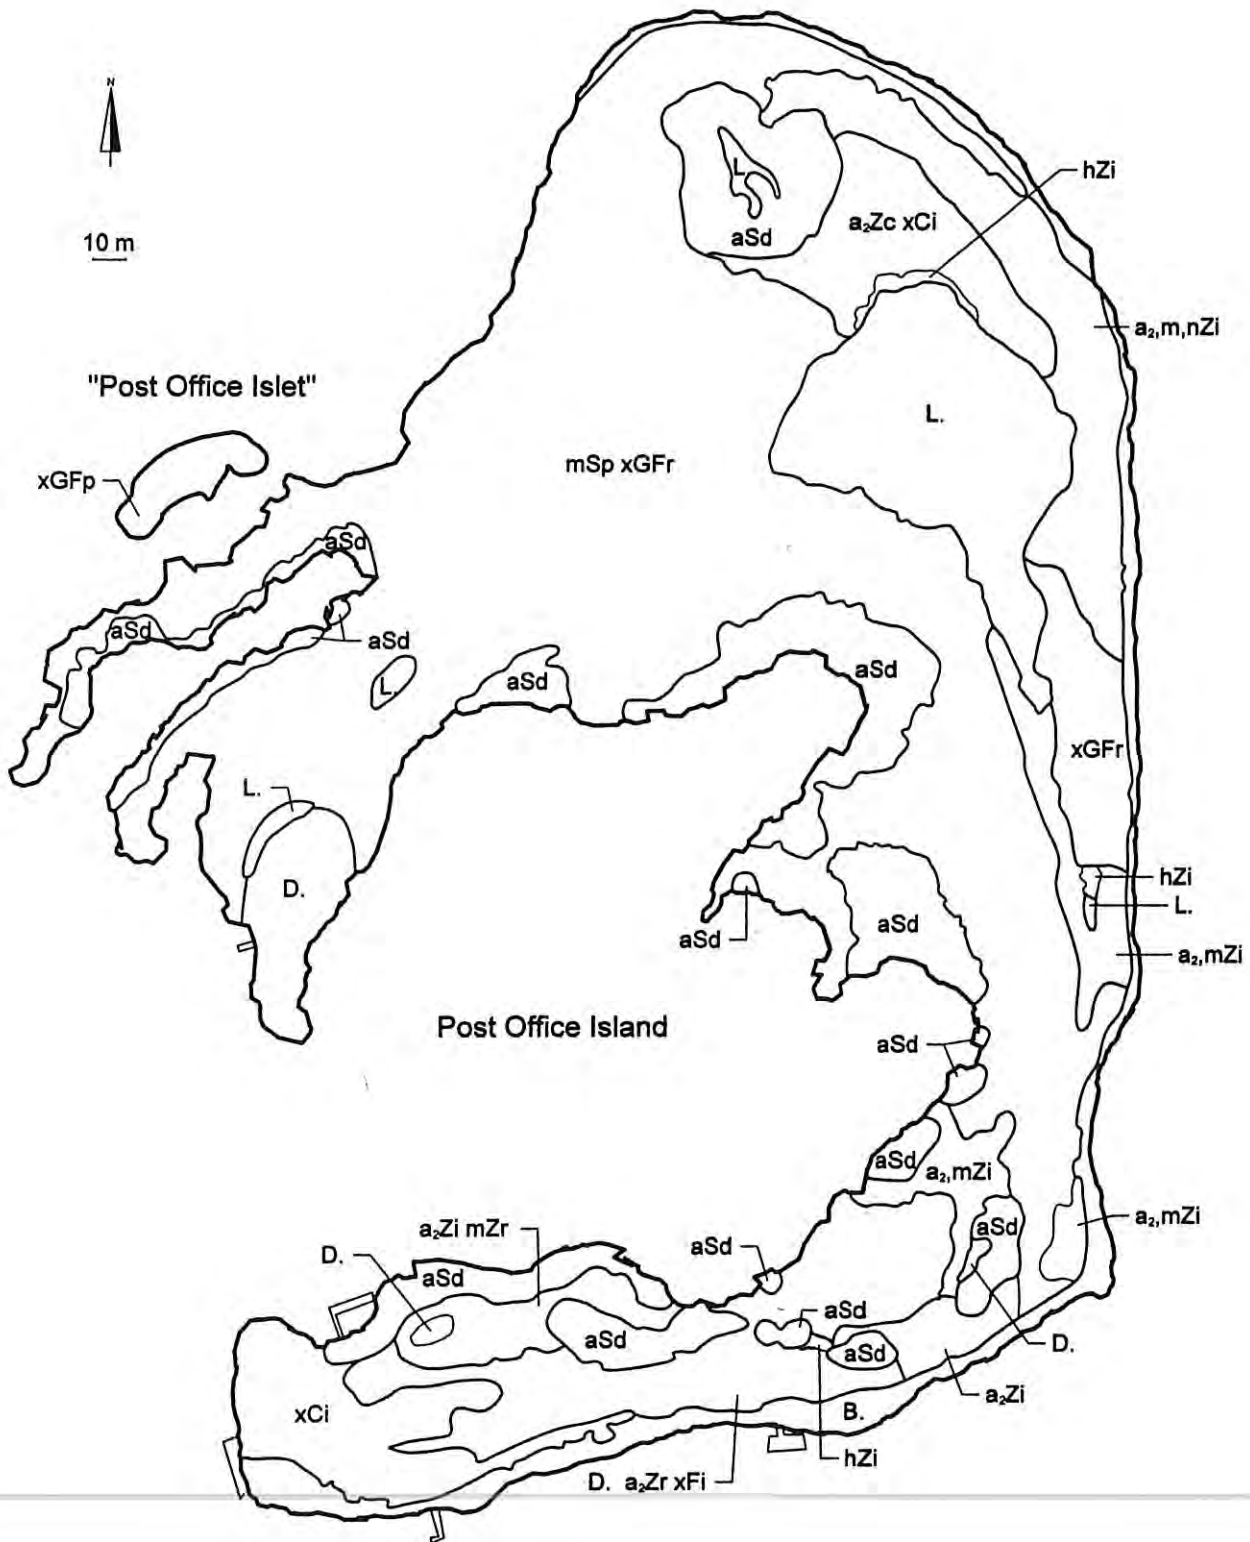 N
10 m
hZi
L.
aSd
a₂Zc xCi
a₂,m,nZi
"Post Office Islet"
L.
mSp xGFr
xGFp
aSd
aSd
aSd
L.
aSd
aSd
xGFr
L.
D.
hZi
L.
aSd
aSd
a₂,mZi
Post Office Island
aSd
aSd
a₂,mZi
a₂,mZi
a₂Zi mZr
aSd
D.
aSd
aSd
aSd
aSd
aSd
D.
a₂Zi
xCi
B.
hZi
D. a₂Zr xFi